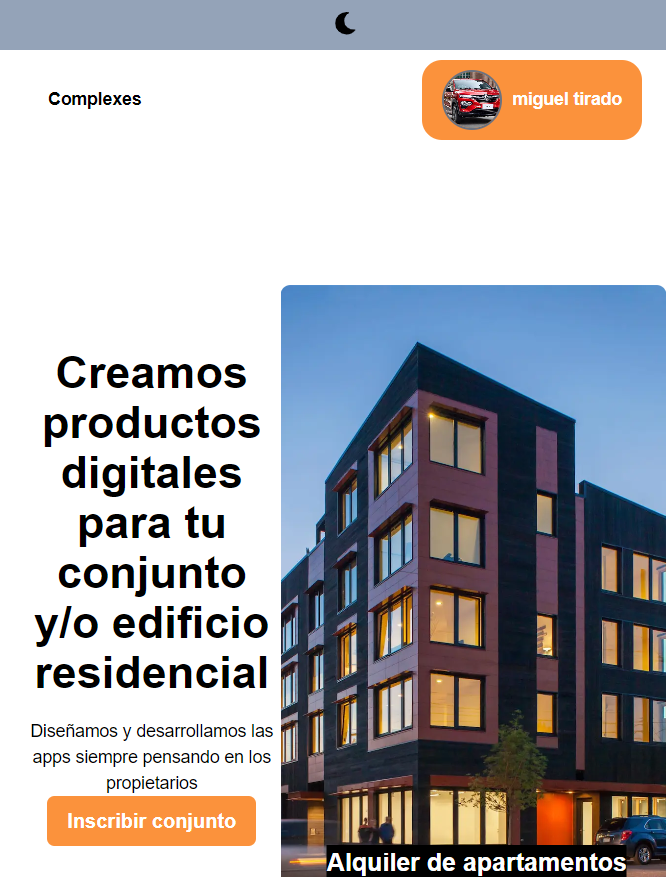 Complexes
miguel tirado
Creamos
productos
digitales
para tu
conjunto
y/o edificio
residencial
Diseñamos y desarrollamos las
apps siempre pensando en los
propietarios
Inscribir conjunto
Alquiler de apartamentos